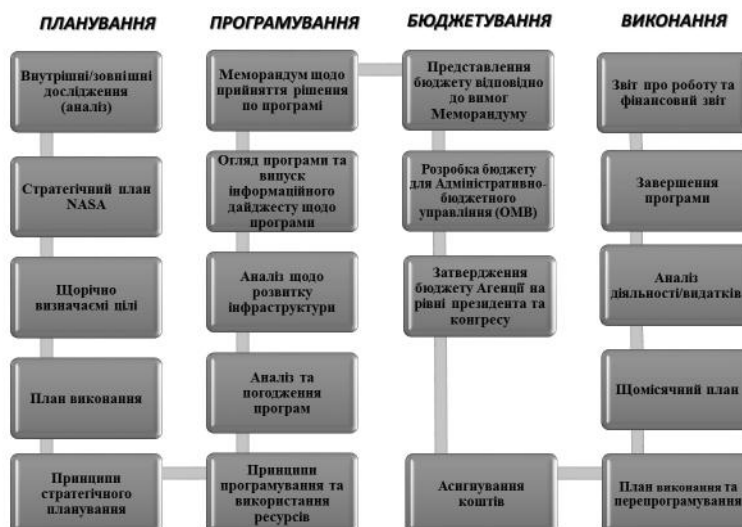 ПЛАНУВАННЯ
ПРОГРАМУВАННЯ
БЮДЖЕТУВАННЯ
ВИКОНАННЯ
Внутрішні/зовнішні
дослідження
(аналіз)
Стратегічний план
NASA
Щорічно
визначаємі цілі
План виконання
Принципи
стратегічного
планування
Меморандум щодо
прийняття рішення
по програмі
Огляд програми та
випуск
інформаційного
дайджесту щодо
програми
Аналіз щодо
розвитку
інфраструктури
Аналіз та
погодження
програм
Принципи
програмування та
використання
ресурсів
Представлення
бюджету відповідно
до вимог
Меморандуму
Розробка бюджету
для Адміністративно-
бюджетного
управління (OMB)
Затвердження
бюджету Агенції на
рівні президента та
конгресу
Асигнування
коштів
Звіт про роботу та
фінансовий звіт
Завершення
програми
Аналіз
діяльності/видатків
Щомісячний план
План виконання та
перепрограмування